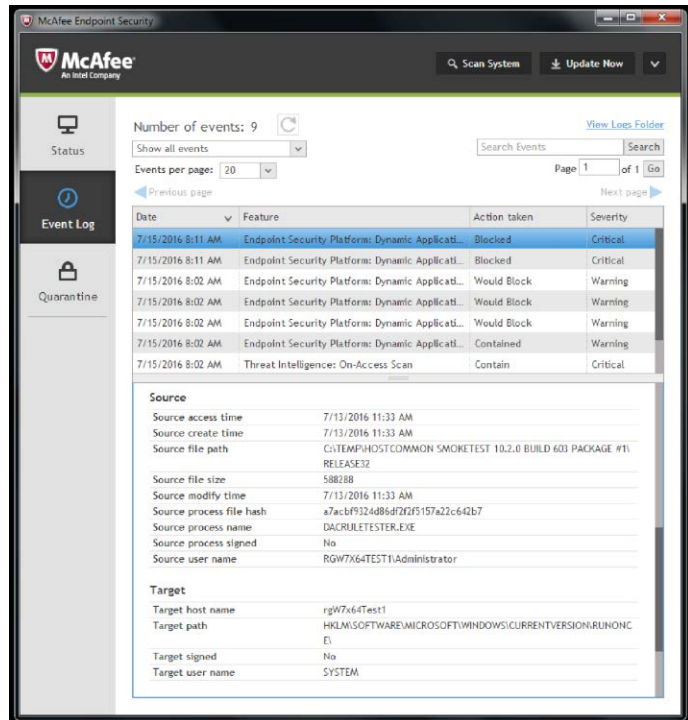 McAfee Endpoint Security
McAfee
An Intel Company
Scan System
Update Now
Status
Event Log
Quarantine
Number of events: 9
View Logs Folder
Show all events
Search Events
Search
Events per page: 20
Page 1 of 1 Go
Previous page
Next page
Date Feature Action taken Severity
7/15/2016 8:11 AM Endpoint Security Platform: Dynamic Applicati... Blocked Critical
7/15/2016 8:11 AM Endpoint Security Platform: Dynamic Applicati... Blocked Critical
7/15/2016 8:02 AM Endpoint Security Platform: Dynamic Applicati... Would Block Warning
7/15/2016 8:02 AM Endpoint Security Platform: Dynamic Applicati... Would Block Warning
7/15/2016 8:02 AM Endpoint Security Platform: Dynamic Applicati... Would Block Warning
7/15/2016 8:02 AM Endpoint Security Platform: Dynamic Applicati... Contained Warning
7/15/2016 8:02 AM Threat Intelligence: On-Access Scan Contain Critical
Source
Source access time 7/13/2016 11:33 AM
Source create time 7/13/2016 11:33 AM
Source file path C:\TEMP\HOSTCOMMON SMOKETEST 10.2.0 BUILD 603 PACKAGE #1\
RELEASE32
Source file size 588288
Source modify time 7/13/2016 11:33 AM
Source process file hash a7acbf9324d86df2f2f5157a22c642b7
Source process name DACRULETESTER.EXE
Source process signed No
Source user name RGW7X64TEST1\Administrator
Target
Target host name rgW7x64Test1
Target path HKLM\SOFTWARE\MICROSOFT\WINDOWS\CURRENTVERSION\RUNONC
E\
Target signed No
Target user name SYSTEM